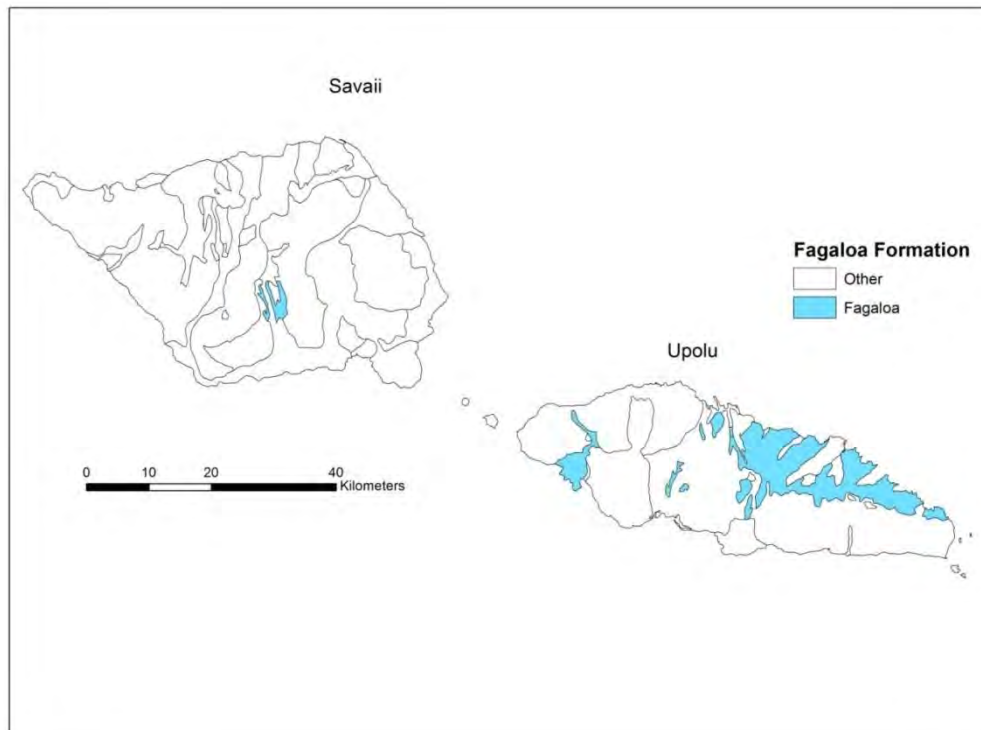 Savaii
Fagaloa Formation
Other
Fagaloa
Upolu
0 10 20 40
Kilometers